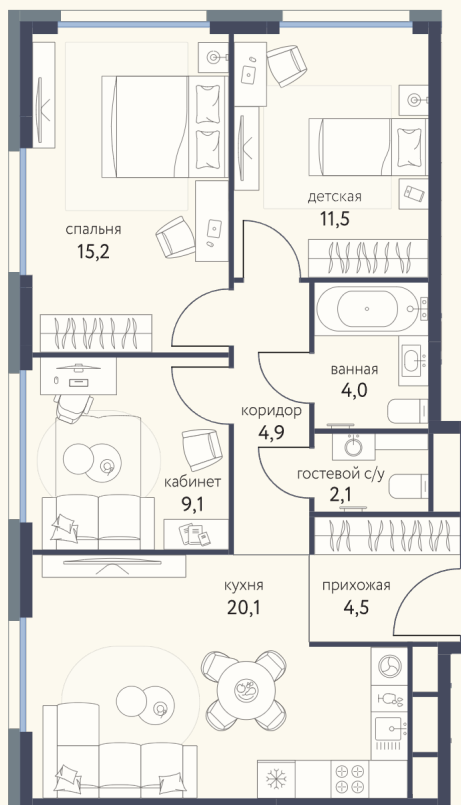 детская
11,5
спальня
15,2
ванная
4,0
коридор
4,9
гостевой с/у
2,1
кабинет
9,1
кухня
20,1
прихожая
4,5